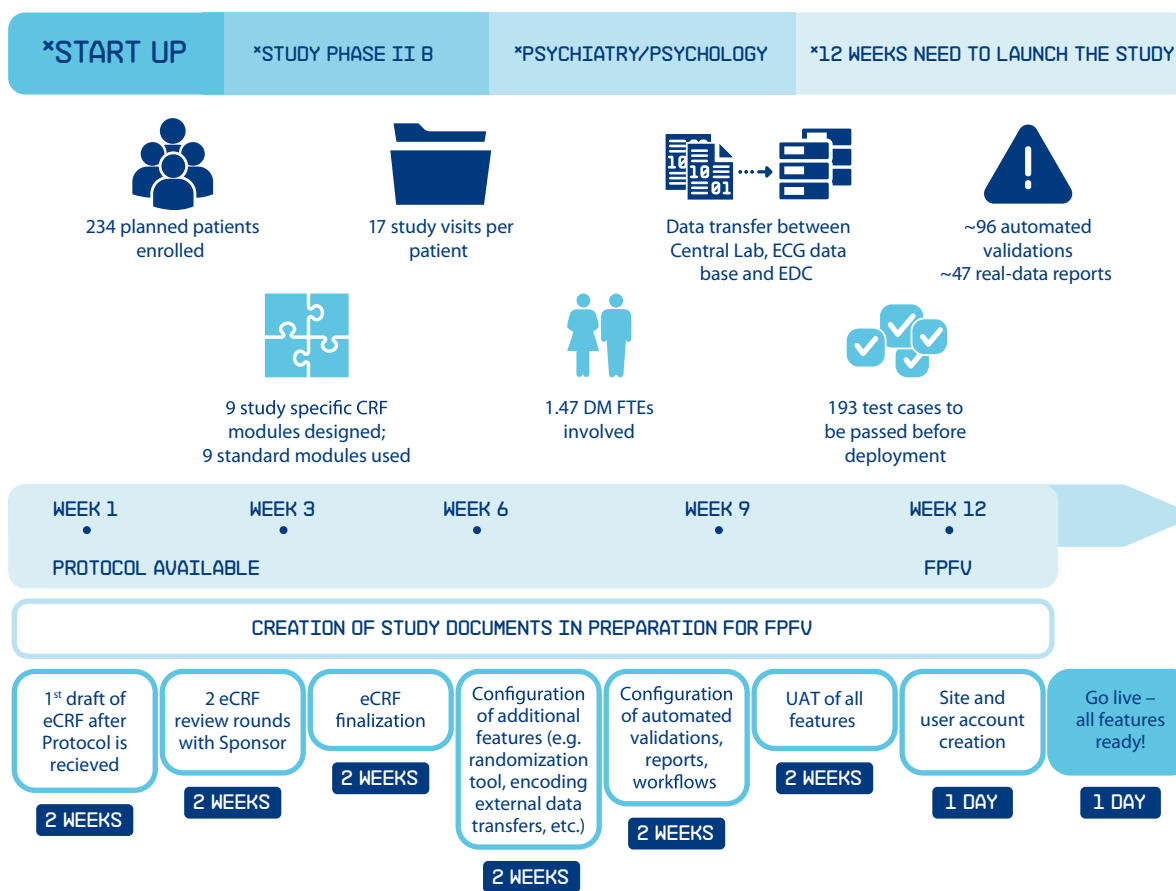 *START UP
*STUDY PHASE II B
*PSYCHIATRY/PSYCHOLOGY
*12 WEEKS NEED TO LAUNCH THE STUDY
10
10
01
234 planned patients
enrolled
17 study visits per
patient
Data transfer between
Central Lab, ECG data
base and EDC
~96 automated
validations
~47 real-data reports
9 study specific CRF
modules designed;
9 standard modules used
1.47 DM FTEs
involved
193 test cases to
be passed before
deployment
WEEK 1
WEEK 3
WEEK 6
WEEK 9
WEEK 12
PROTOCOL AVAILABLE
FPFV
CREATION OF STUDY DOCUMENTS IN PREPARATION FOR FPFV
1st draft of
eCRF after
Protocol is
recieved
2 WEEKS
2 eCRF
review rounds
with Sponsor
2 WEEKS
eCRF
finalization
2 WEEKS
Configuration
of additional
features (e.g.
randomization
tool, encoding
external data
transfers, etc.)
2 WEEKS
Configuration
of automated
validations,
reports,
workflows
2 WEEKS
UAT of all
features
2 WEEKS
Site and
user account
creation
1 DAY
Go live –
all features
ready!
1 DAY